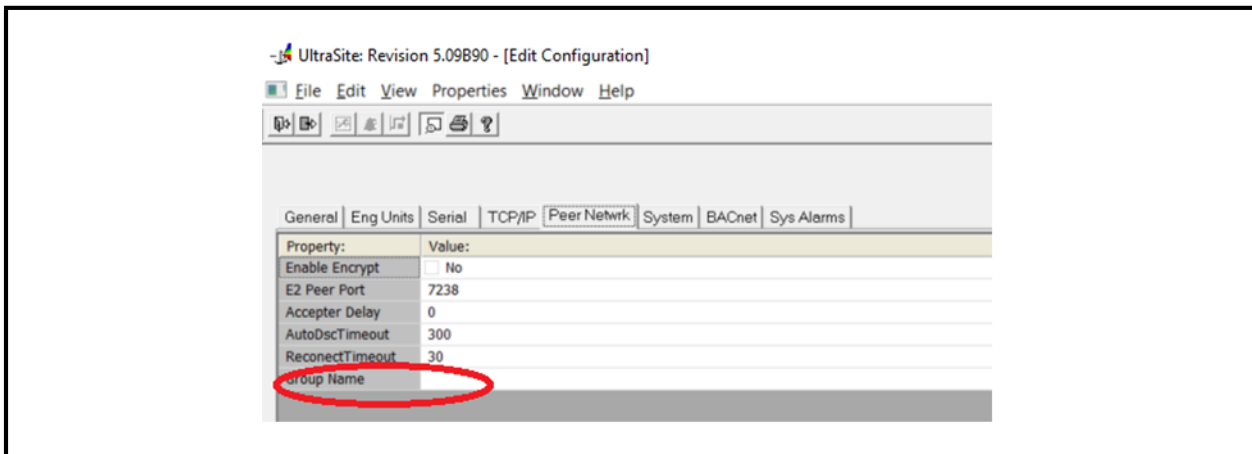 UltraSite: Revision 5.09B90 - [Edit Configuration]
File Edit View Properties Window Help
General Eng Units Serial TCP/IP Peer Netwrk System BACnet Sys Alarms
Property: Value:
Enable Encrypt No
E2 Peer Port 7238
Accepter Delay 0
AutoDscTimeout 300
ReconectTimeout 30
Group Name